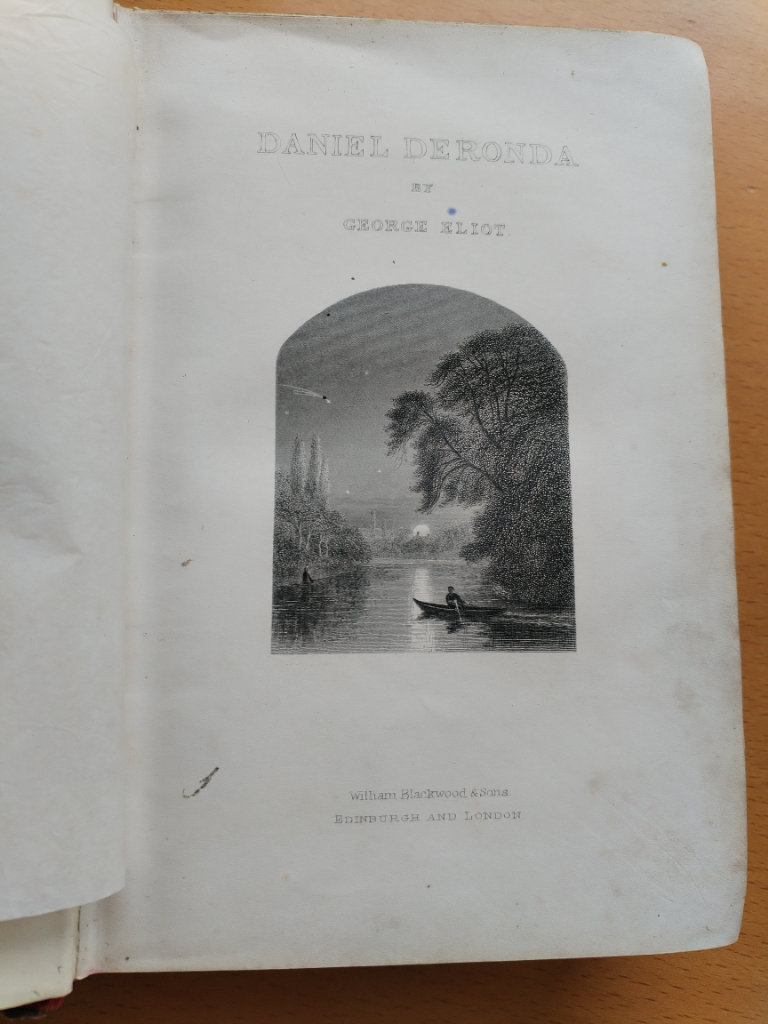 DANIEL DERONDA
BY
GEORGE ELIOT.
William Blackwood & Sons
EDINBURGH AND LONDON